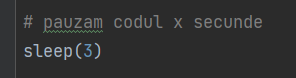 # pauzam codul x secunde
sleep(3)